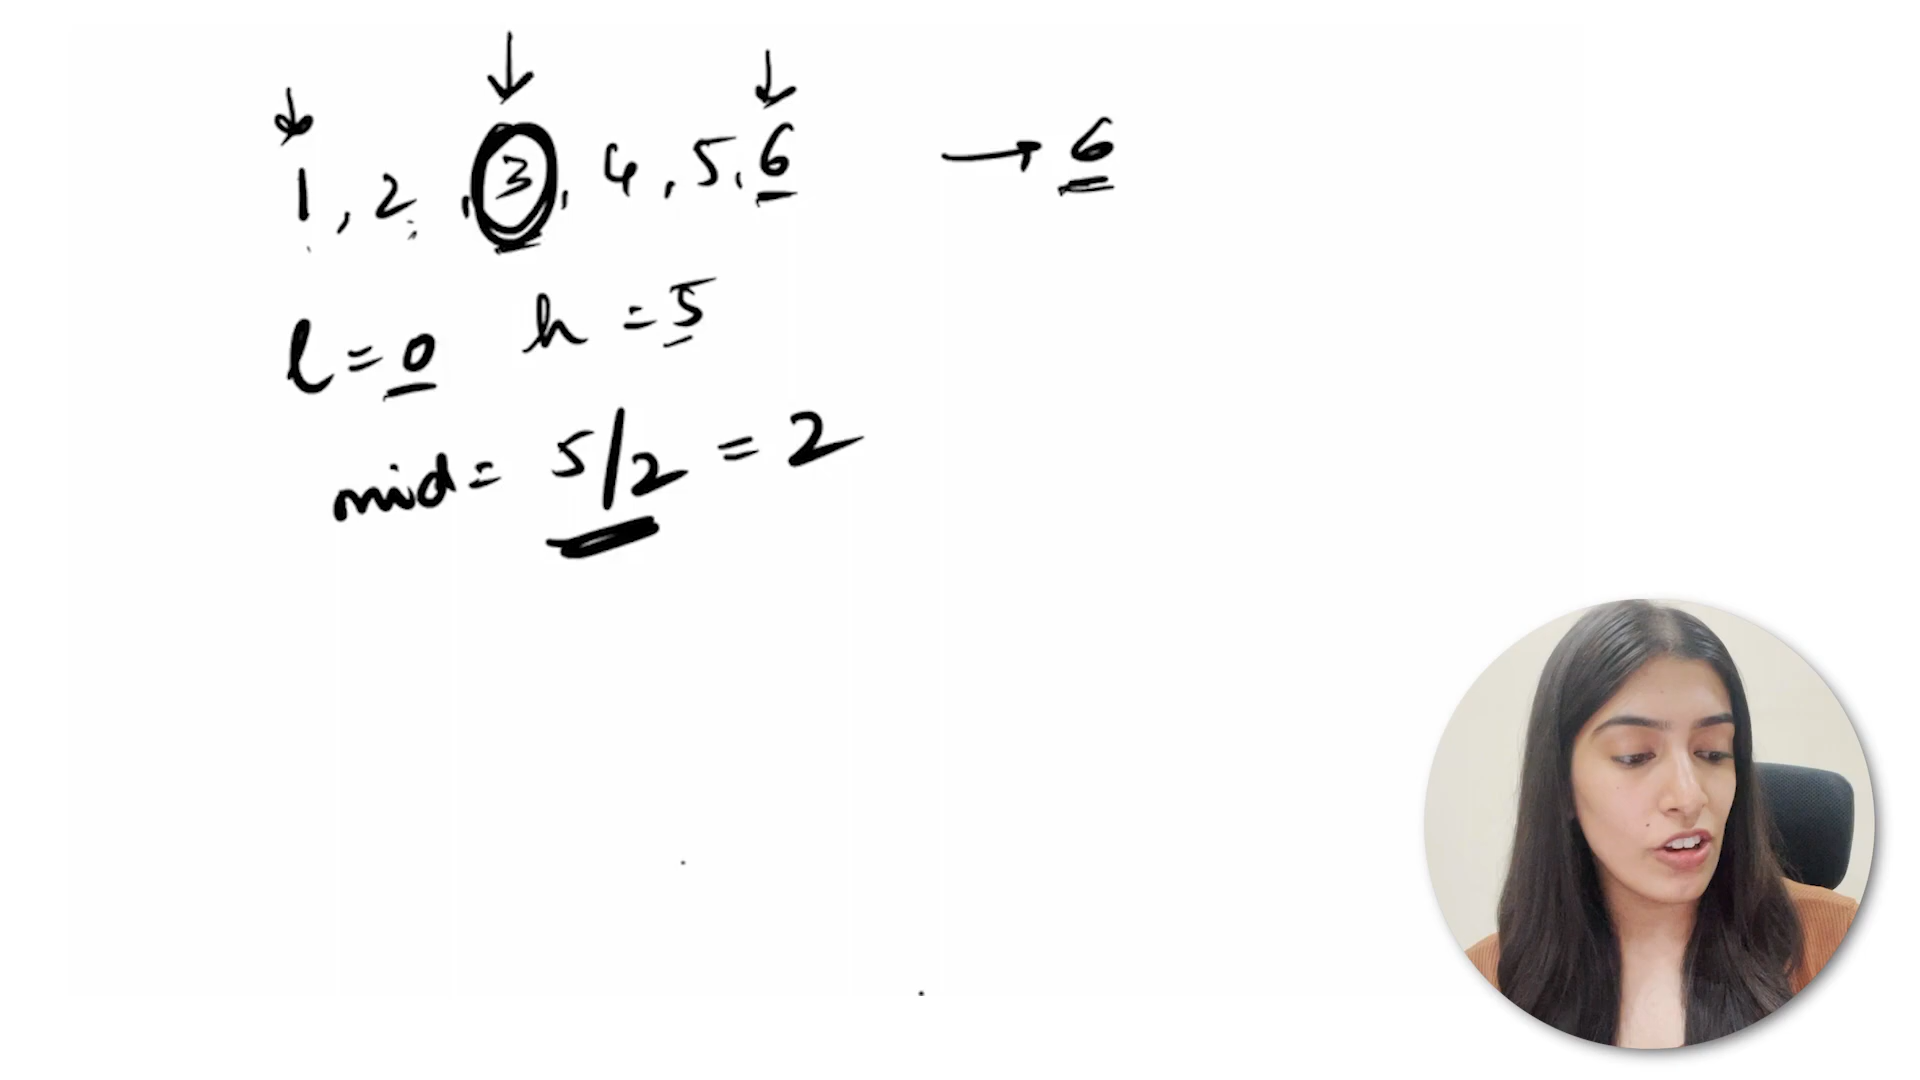 1, 2, 3, 4, 5, 6 → 6
l = 0 h = 5
mid = 5/2 = 2